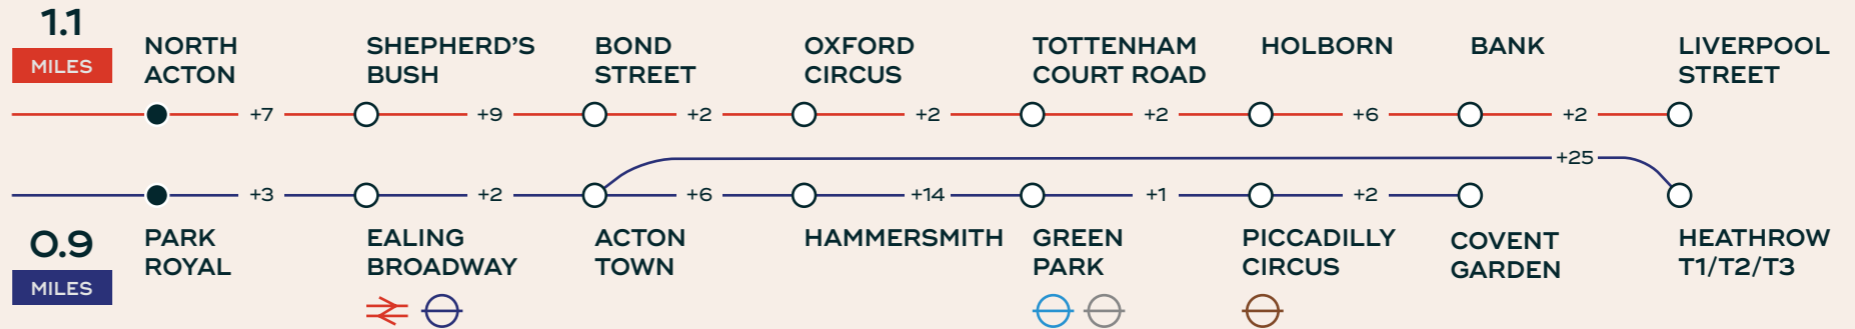 1.1
MILES
NORTH
ACTON
SHEPHERD'S
BUSH
BOND
STREET
OXFORD
CIRCUS
TOTTENHAM
COURT ROAD
HOLBORN
BANK
LIVERPOOL
STREET
+7
+9
+2
+2
+2
+6
+2
+25
+3
+2
+6
+14
+1
+2
0.9
MILES
PARK
ROYAL
EALING
BROADWAY
ACTON
TOWN
HAMMERSMITH
GREEN
PARK
PICCADILLY
CIRCUS
COVENT
GARDEN
HEATHROW
T1/T2/T3